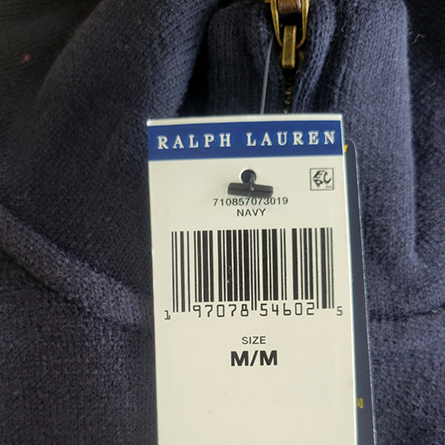 RALPH LAUREN
710857073019
NAVY
1 97078 54602 5
SIZE
M/M